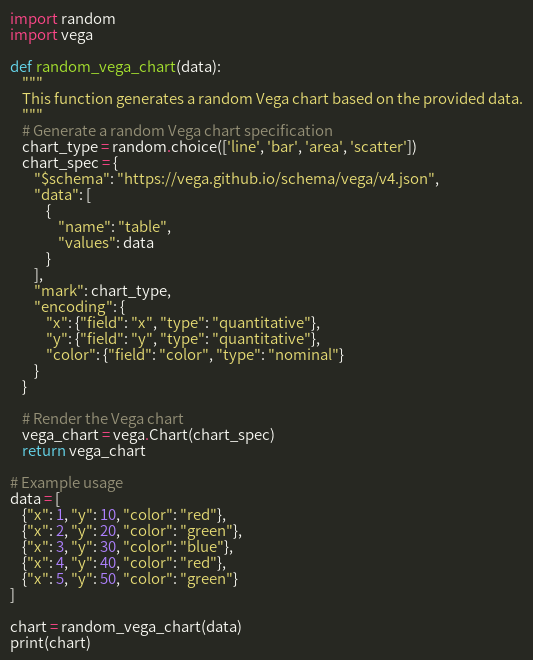 import random
import vega

def random_vega_chart(data):
    """
    This function generates a random Vega chart based on the provided data.
    """
    # Generate a random Vega chart specification
    chart_type = random.choice(['line', 'bar', 'area', 'scatter'])
    chart_spec = {
        "$schema": "https://vega.github.io/schema/vega/v4.json",
        "data": [
            {
                "name": "table",
                "values": data
            }
        ],
        "mark": chart_type,
        "encoding": {
            "x": {"field": "x", "type": "quantitative"},
            "y": {"field": "y", "type": "quantitative"},
            "color": {"field": "color", "type": "nominal"}
        }
    }

    # Render the Vega chart
    vega_chart = vega.Chart(chart_spec)
    return vega_chart

# Example usage
data = [
    {"x": 1, "y": 10, "color": "red"},
    {"x": 2, "y": 20, "color": "green"},
    {"x": 3, "y": 30, "color": "blue"},
    {"x": 4, "y": 40, "color": "red"},
    {"x": 5, "y": 50, "color": "green"}
]

chart = random_vega_chart(data)
print(chart)